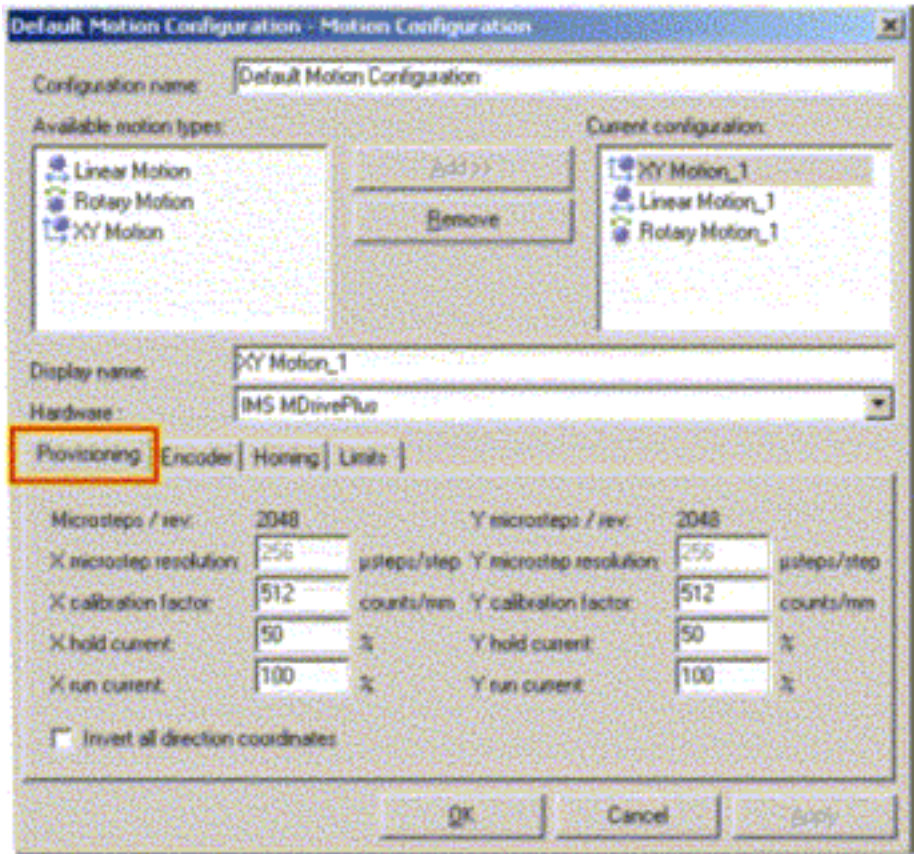 Default Motion Configuration - Motion Configuration
Configuration name: Default Motion Configuration
Available motion types: Current configuration:
Linear Motion Add >> XY Motion_1
Rotary Motion Remove Linear Motion_1
XY Motion Rotary Motion_1
Display name: XY Motion_1
Hardware : IMS MDrivePlus
Provisioning Encoder Homing Limits
Microsteps / rev: 2048 Y microsteps / rev: 2048
X microstep resolution: 256 µsteps/step Y microstep resolution: 256 µsteps/step
X calibration factor: 512 counts/mm Y calibration factor: 512 counts/mm
X hold current: 50 % Y hold current: 50 %
X run current: 100 % Y run current: 100 %
Invert all direction coordinates
OK Cancel Apply